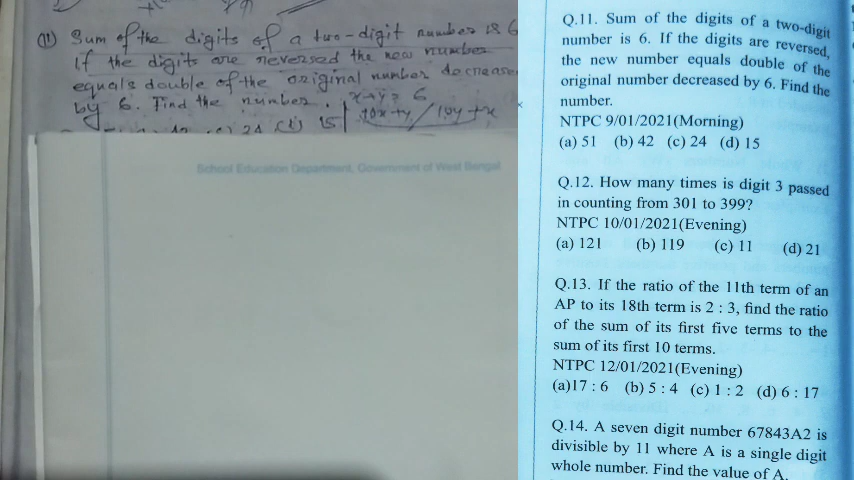 (11) Sum of the digits of a two-digit number is 6
If the digits are reversed the new number
equals double of the original number decrease
by 6. Find the number. x+y = 6
10x+y / 10y+x
24 15
School Education Department, Government of West Bengal
Q.11. Sum of the digits of a two-digit
number is 6. If the digits are reversed,
the new number equals double of the
original number decreased by 6. Find the
number.
NTPC 9/01/2021(Morning)
(a) 51 (b) 42 (c) 24 (d) 15
Q.12. How many times is digit 3 passed
in counting from 301 to 399?
NTPC 10/01/2021(Evening)
(a) 121 (b) 119 (c) 11 (d) 21
Q.13. If the ratio of the 11th term of an
AP to its 18th term is 2 : 3, find the ratio
of the sum of its first five terms to the
sum of its first 10 terms.
NTPC 12/01/2021(Evening)
(a)17 : 6 (b) 5 : 4 (c) 1 : 2 (d) 6 : 17
Q.14. A seven digit number 67843A2 is
divisible by 11 where A is a single digit
whole number. Find the value of A.